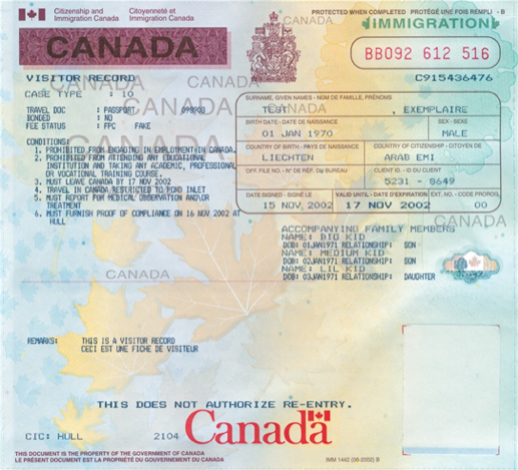 Citizenship and Citoyenneté et
Immigration Canada Immigration Canada
PROTECTED WHEN COMPLETED PROTÉGÉ UNE FOIS REMPLI - B
IMMIGRATION
CANADA
CANADA
BB092 612 516
VISITOR RECORD
C915436476
CANADA
CASE TYPE : 10
CANADA
TRAVEL DOC : PASSPORT
BONDED : NO
FEE STATUS : FPC FAKE
SURNAME, GIVEN NAMES - NOM DE FAMILLE, PRÉNOMS
TEST , EXEMPLAIRE
CANADA
BIRTH DATE - DATE DE NAISSANCE SEX - SEXE
01 JAN 1970 MALE
COUNTRY OF BIRTH - PAYS DE NAISSANCE COUNTRY OF CITIZENSHIP - CITOYEN DE
LIECHTEN ARAB EMI
OFF. FILE NO. - Nº DE RÉF. DU BUREAU CLIENT ID - ID DU CLIENT
5231 - 8649
DATE SIGNED - SIGNÉ LE VALID UNTIL - DATE D'EXPIRATION EXT. NO. - CODE PROROG.
15 NOV, 2002 17 NOV 2002 00
CONDITIONS:
1. PROHIBITED FROM ENGAGING IN EMPLOYMENT IN CANADA.
2. PROHIBITED FROM ATTENDING ANY EDUCATIONAL
INSTITUTION AND TAKING ANY ACADEMIC, PROFESSIONAL
OR VOCATIONAL TRAINING COURSE.
3. MUST LEAVE CANADA BY 17 NOV 2002
4. TRAVEL IN CANADA RESTRICTED TO POND INLET
5. MUST REPORT FOR MEDICAL OBSERVATION AND/OR
TREATMENT
6. MUST FURNISH PROOF OF COMPLIANCE ON 16 NOV 2002 AT
HULL
CANADA
CANADA
ACCOMPANYING FAMILY MEMBERS
NAME: BIG KID
DOB: 01JAN1971 RELATIONSHIP: SON
NAME: MEDIUM KID
DOB: 02JAN1971 RELATIONSHIP: SON
NAME: LIL KID
DOB: 03JAN1971 RELATIONSHIP: DAUGHTER
CANADA
REMARKS: THIS IS A VISITOR RECORD
CECI EST UNE FICHE DE VISITEUR
THIS DOES NOT AUTHORIZE RE-ENTRY.
Canada
CIC: HULL 2104
THIS DOCUMENT IS THE PROPERTY OF THE GOVERNMENT OF CANADA
LE PRÉSENT DOCUMENT EST LA PROPRIÉTÉ DU GOUVERNEMENT DU CANADA
IMM 1442 (06-2002) B